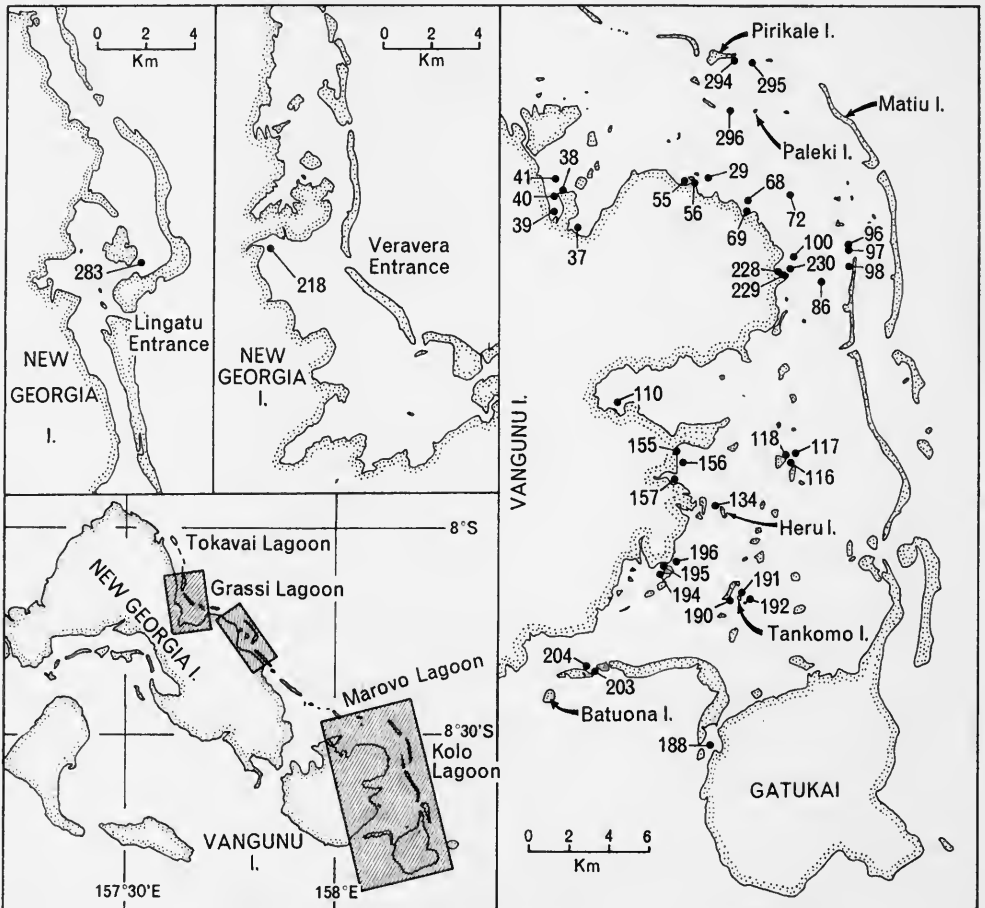 0 2 4
Km
283
Lingatu
Entrance
NEW
GEORGIA
I.
0 2 4
Km
Veravera
Entrance
218
NEW
GEORGIA
I.
8°S
Tokavai Lagoon
Grassi Lagoon
NEW GEORGIA I.
Marovo Lagoon
8°30'S
Kolo
Lagoon
VANGUNU
I.
157°30'E
158°
Pirikale I.
294
295
Matiu I.
296
Paleki I.
38
41
40
39
37
55
56
29
68
69
72
100
96
97
98
228
230
229
86
VANGUNU I.
110
155
156
157
118
117
116
134
Heru I.
196
195
194
191
190
192
Tankomo I.
204
203
Batuona I.
188
GATUKAI
0 2 4 6
Km